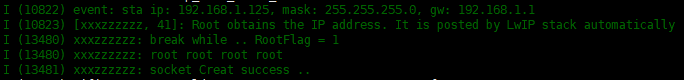 I (10822) event: sta ip: 192.168.1.125, mask: 255.255.255.0, gw: 192.168.1.1
I (10823) [xxxzzzzzz, 41]: Root obtains the IP address. It is posted by LwIP stack automatically
I (13480) xxxzzzzzz: break while .. RootFlag = 1
I (13480) xxxzzzzzz: root root root root
I (13481) xxxzzzzzz: socket Creat success ..